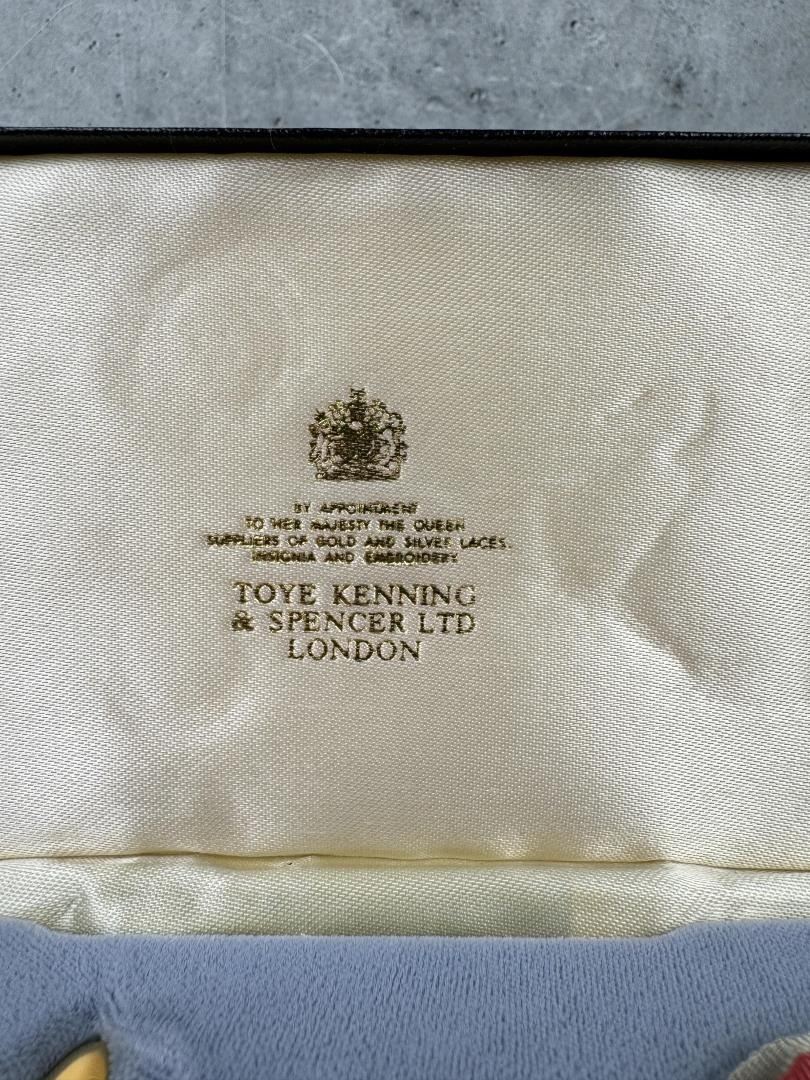 BY APPOINTMENT
TO HER MAJESTY THE QUEEN
SUPPLIERS OF GOLD AND SILVER LACES,
INSIGNIA AND EMBROIDERY
TOYE KENNING
& SPENCER LTD
LONDON